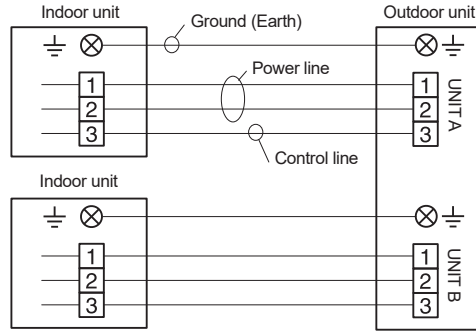 Indoor unit
Outdoor unit
Ground (Earth)
Power line
1
2
3
1
2
3
UNIT A
Control line
Indoor unit
1
2
3
1
2
3
UNIT B